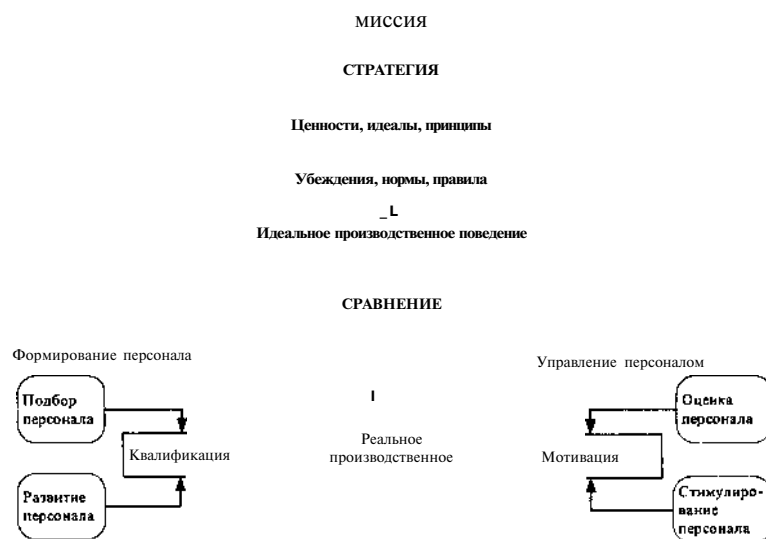 МИССИЯ
СТРАТЕГИЯ
Ценности, идеалы, принципы
Убеждения, нормы, правила
_L
Идеальное производственное поведение
СРАВНЕНИЕ
Формирование персонала
Управление персоналом
Подбор
персонала
I
Оценка
персонала
Квалификация
Реальное
производственное
Мотивация
Развитие
персонала
Стимулиро-
вание
персонала